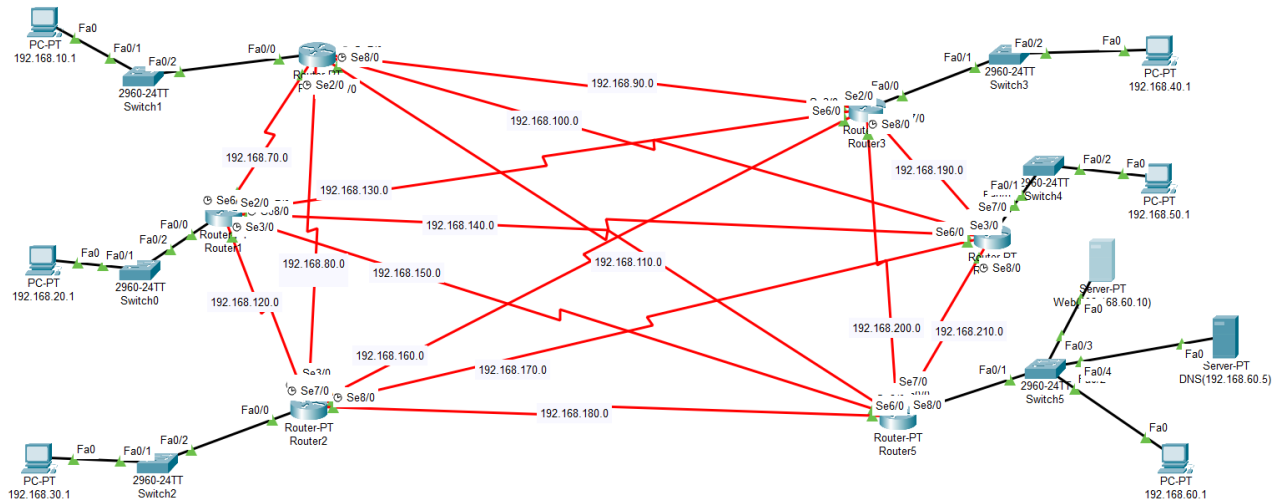 Fa0
PC-PT
192.168.10.1
Fa0/1
Fa0/2
2960-24TT
Switch1
Fa0/0
Se8/0
Se2/0
192.168.90.0
192.168.100.0
Fa0
PC-PT
192.168.40.1
Fa0/2
Fa0/1
2960-24TT
Switch3
Fa0/0
Se2/0
Se6/0
Se8/0
Router3
192.168.70.0
192.168.130.0
192.168.190.0
Fa0/2
Fa0
2960-24TT
Switch4
PC-PT
192.168.50.1
Fa0/1
Se7/0
Se3/0
Se6/0
Se8/0
Se2/0
Se3/0
Router1
Fa0/0
Fa0/2
Fa0/1
PC-PT
192.168.20.1
2960-24TT
Switch0
192.168.140.0
192.168.80.0
192.168.150.0
192.168.110.0
192.168.120.0
Server-PT
Fa0
192.168.200.0
192.168.210.0
192.168.160.0
192.168.170.0
Fa0/3
Fa0/4
Fa0/1
2960-24TT
Switch5
Fa0
Server-PT
DNS(192.168.60.5)
Se3/0
Se7/0
Se8/0
Fa0/0
Router-PT
Router2
192.168.180.0
Se7/0
Se6/0
Se8/0
Router-PT
Router5
Fa0
PC-PT
192.168.60.1
Fa0
PC-PT
192.168.30.1
Fa0/1
Fa0/2
2960-24TT
Switch2